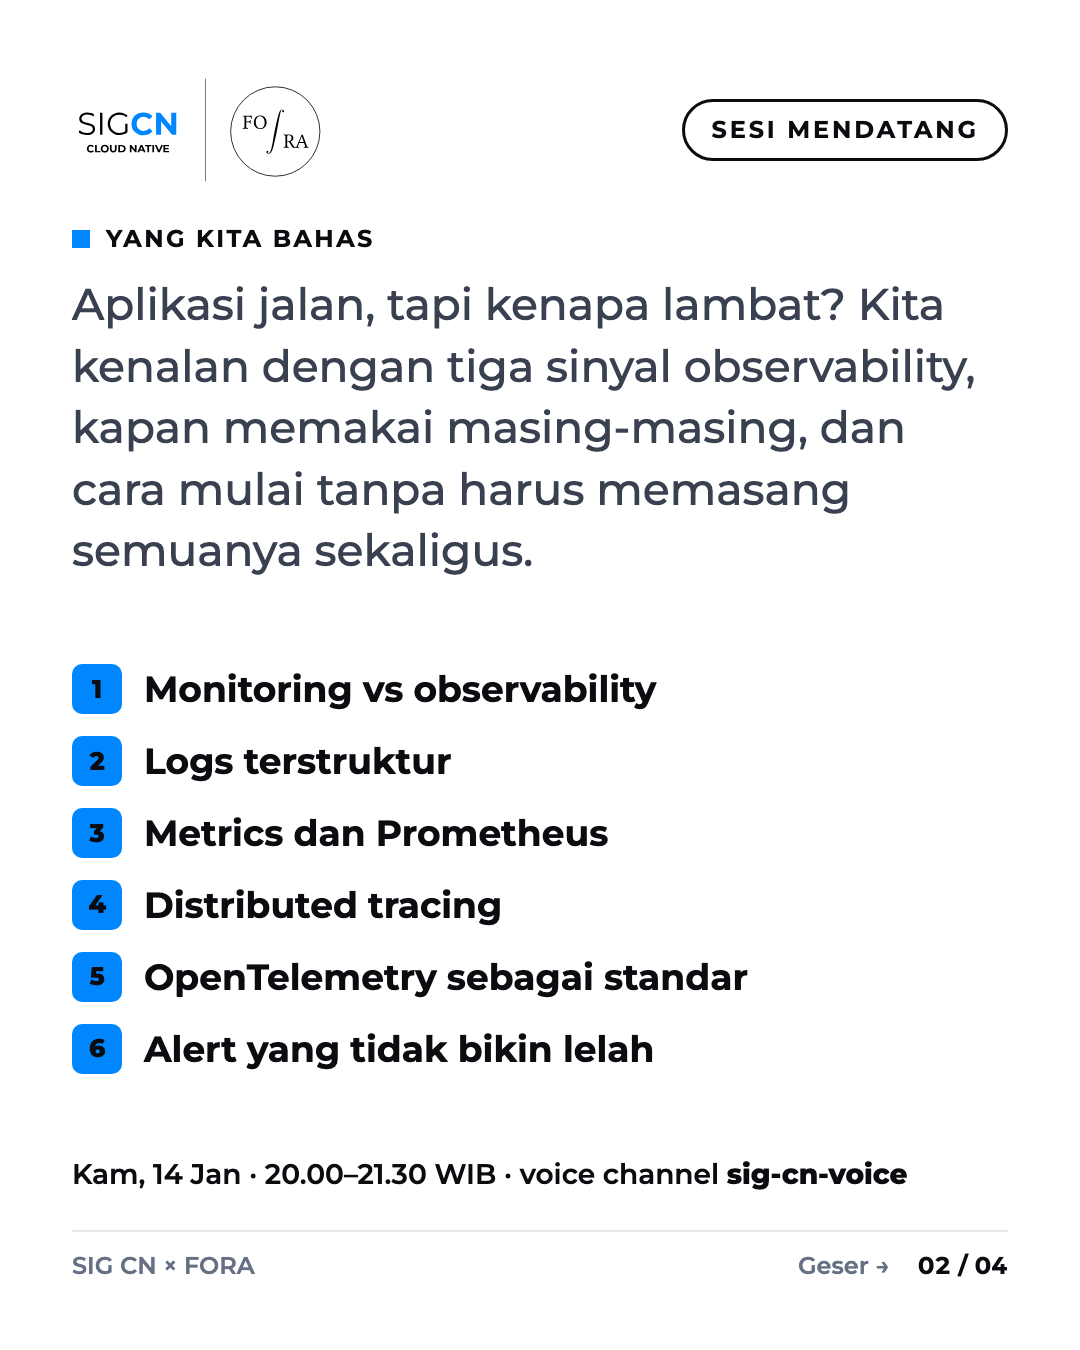 SIGCN
CLOUD NATIVE
FO∫RA
SESI MENDATANG
YANG KITA BAHAS
Aplikasi jalan, tapi kenapa lambat? Kita
kenalan dengan tiga sinyal observability,
kapan memakai masing-masing, dan
cara mulai tanpa harus memasang
semuanya sekaligus.
1 Monitoring vs observability
2 Logs terstruktur
3 Metrics dan Prometheus
4 Distributed tracing
5 OpenTelemetry sebagai standar
6 Alert yang tidak bikin lelah
Kam, 14 Jan · 20.00–21.30 WIB · voice channel sig-cn-voice
SIG CN × FORA
Geser → 02 / 04